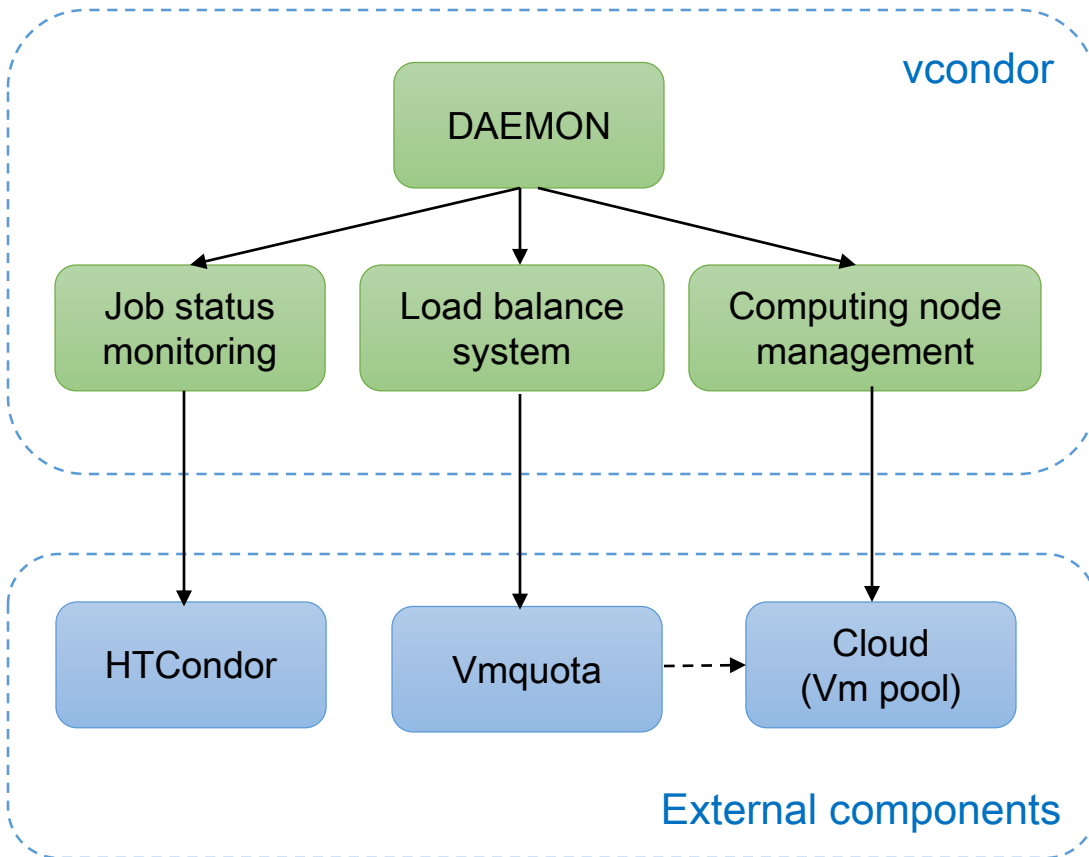 vcondor
DAEMON
Job status
monitoring
Load balance
system
Computing node
management
HTCondor
Vmquota
Cloud
(Vm pool)
External components